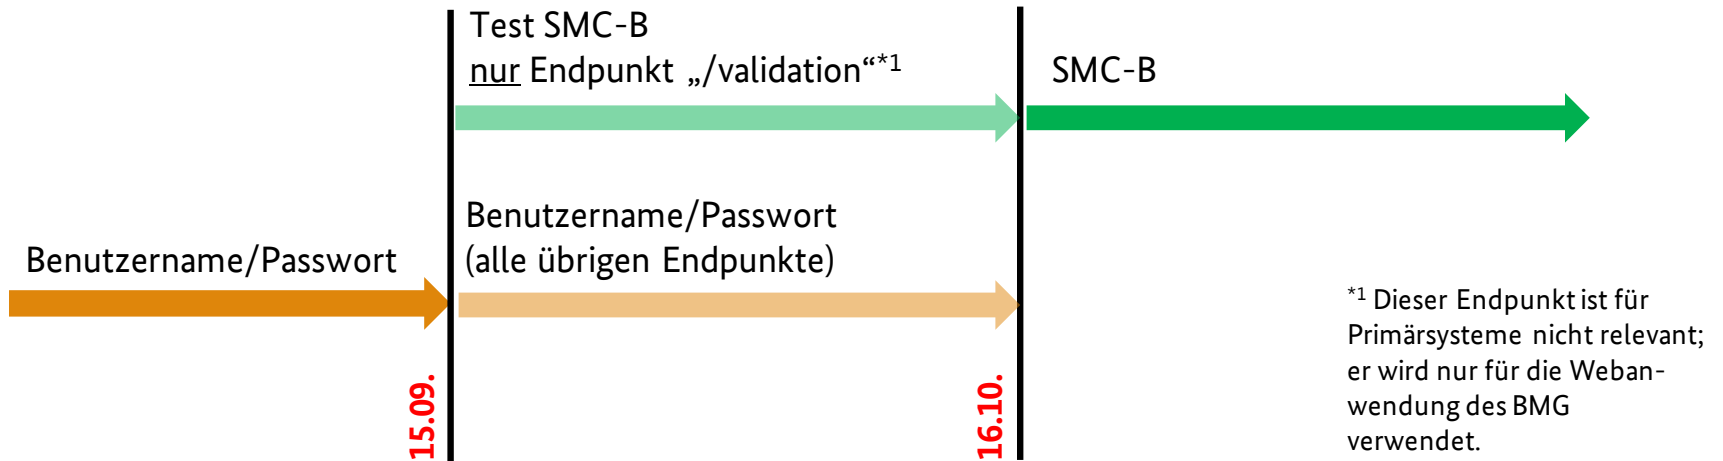 Test SMC-B
nur Endpunkt „/validation“*1
SMC-B
Benutzername/Passwort
Benutzername/Passwort
(alle übrigen Endpunkte)
15.09.
16.10.
*1 Dieser Endpunkt ist für
Primärsysteme nicht relevant;
er wird nur für die Weban-
wendung des BMG
verwendet.